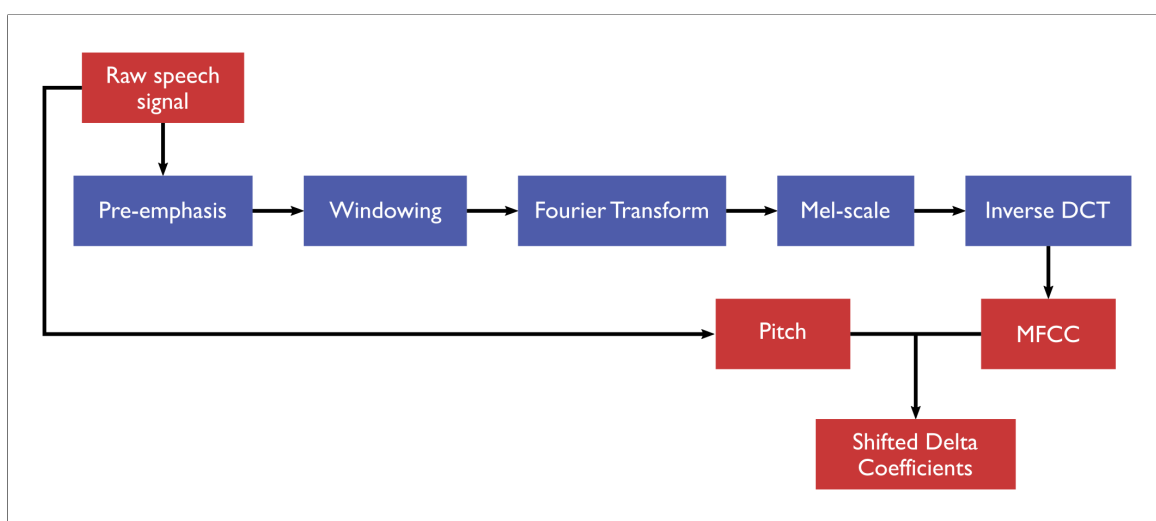 Raw speech
signal
Pre-emphasis
Windowing
Fourier Transform
Mel-scale
Inverse DCT
Pitch
MFCC
Shifted Delta
Coefficients